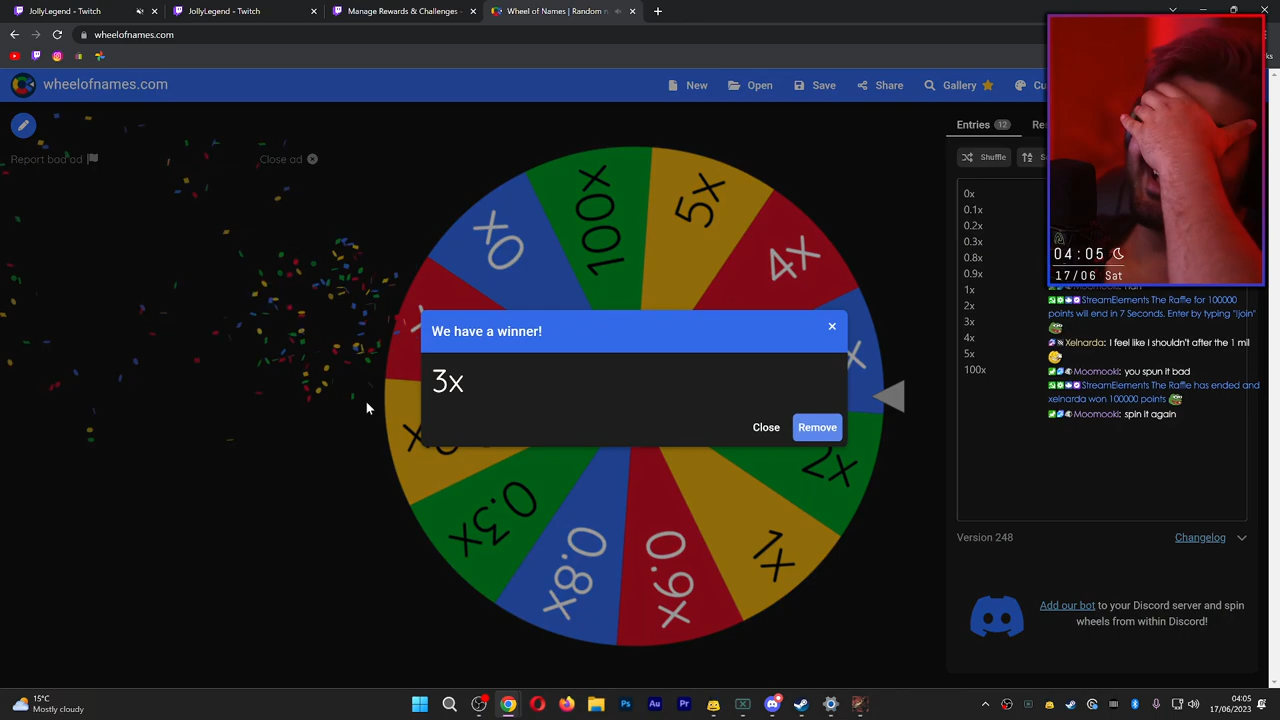 JollyLegend - Twitch
JollyLegend - Twitch
Manage Rewards & Challenges -
Wheel of Names | Random n
wheelofnames.com
wheelofnames.com
New
Open
Save
Share
Gallery
Report bad ad
Close ad
Entries 12
Shuffle
0x
0.1x
0.2x
0.3x
0.8x
0.9x
1x
2x
3x
4x
5x
100x
0x
100x
5x
4x
2x
1x
0.9x
0.8x
0.3x
We have a winner!
3x
Close
Remove
04:05
17/06 Sat
StreamElements The Raffle for 100000
points will end in 7 Seconds. Enter by typing "!join"
Xelnarda: I feel like I shouldn't after the 1 mil
Moomooki: you spun it bad
StreamElements The Raffle has ended and
xelnarda won 100000 points
Moomooki: spin it again
Version 248
Changelog
Add our bot to your Discord server and spin
wheels from within Discord!
15°C
Mostly cloudy
Ps
Au
Pr
04:05
17/06/2023